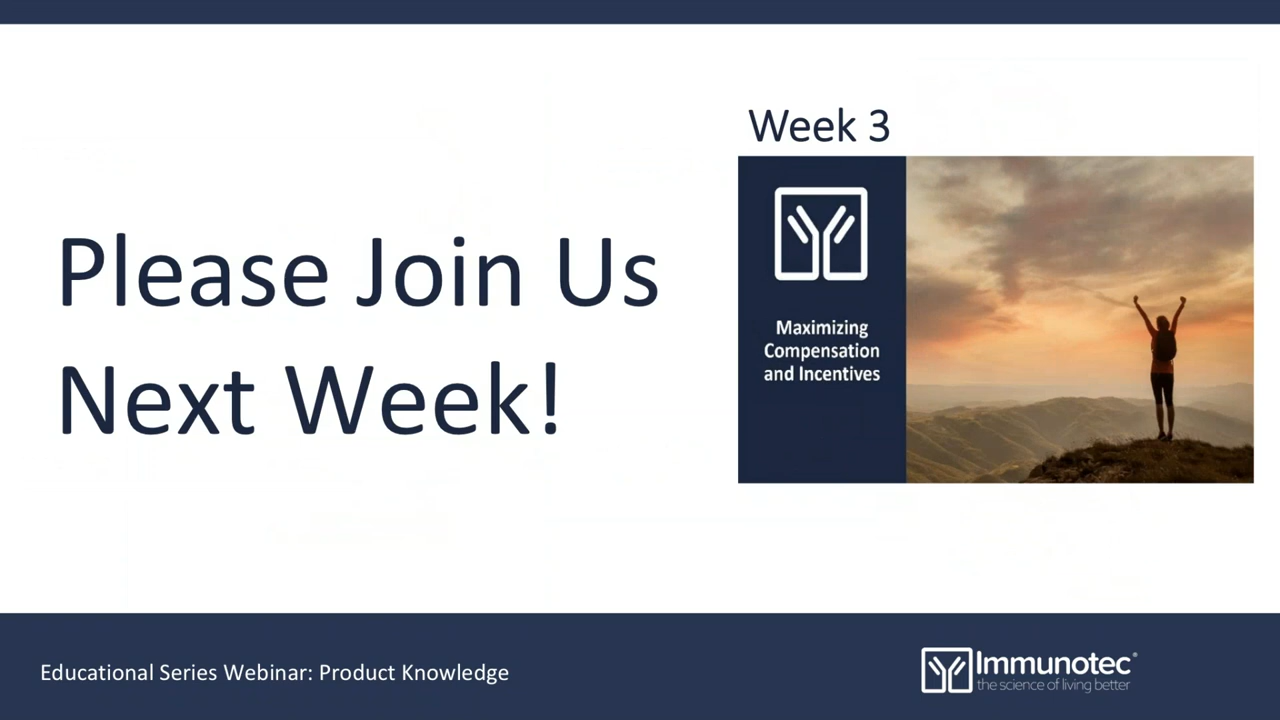 Please Join Us
Next Week!
Week 3
Maximizing
Compensation
and Incentives
Educational Series Webinar: Product Knowledge
Immunotec®
the science of living better